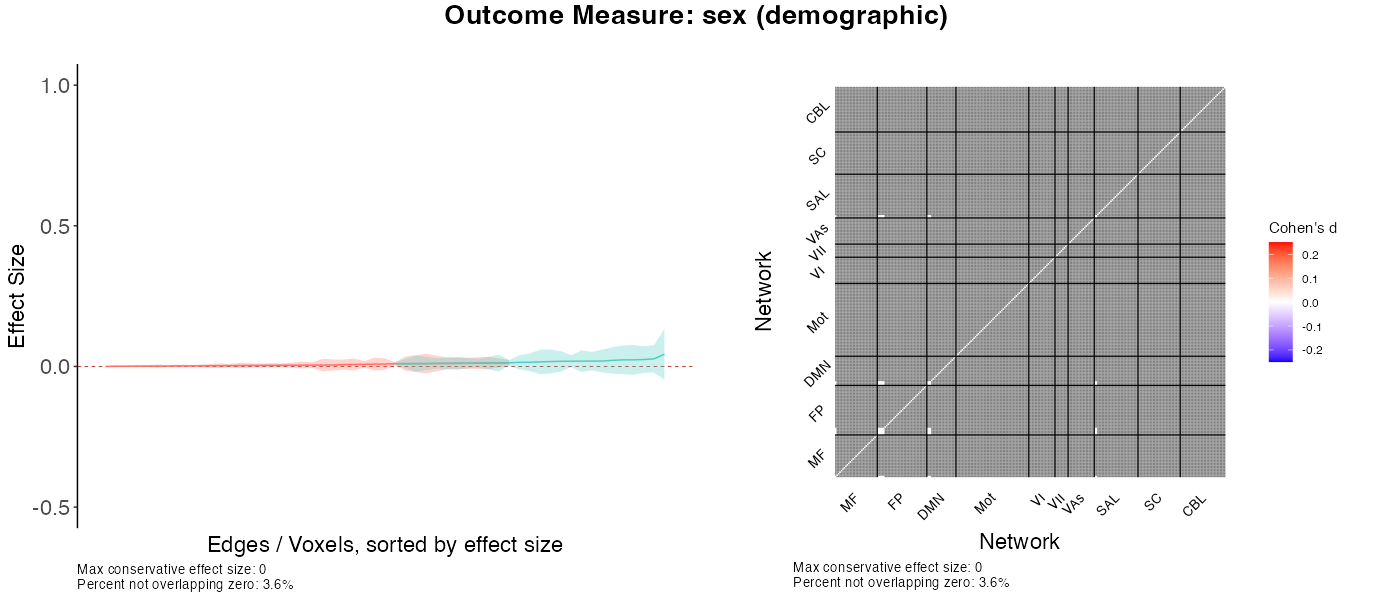 Outcome Measure: sex (demographic)
Effect Size
1.0
0.5
0.0
-0.5
Edges / Voxels, sorted by effect size
Max conservative effect size: 0
Percent not overlapping zero: 3.6%
Network
CBL
SC
SAL
VAs
VII
VI
Mot
DMN
FP
MF
MF
FP
DMN
Mot
VI
VII
VAs
SAL
SC
CBL
Network
Max conservative effect size: 0
Percent not overlapping zero: 3.6%
Cohen's d
0.2
0.1
0.0
-0.1
-0.2